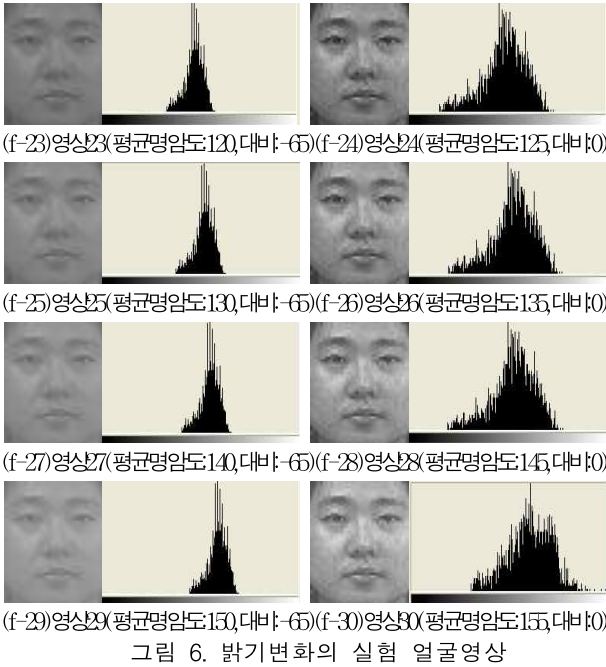 (f-23)영상23(평균명암도:120,대비:-65)(f-24)영상24(평균명암도:125,대비:0)
(f-25)영상25(평균명암도:130,대비:-65)(f-26)영상26(평균명암도:135,대비:0)
(f-27)영상27(평균명암도:140,대비:-65)(f-28)영상28(평균명암도:145,대비:0)
(f-29)영상29(평균명암도:150,대비:-65)(f-30)영상30(평균명암도:155,대비:0)
그림 6. 밝기변화의 실험 얼굴영상